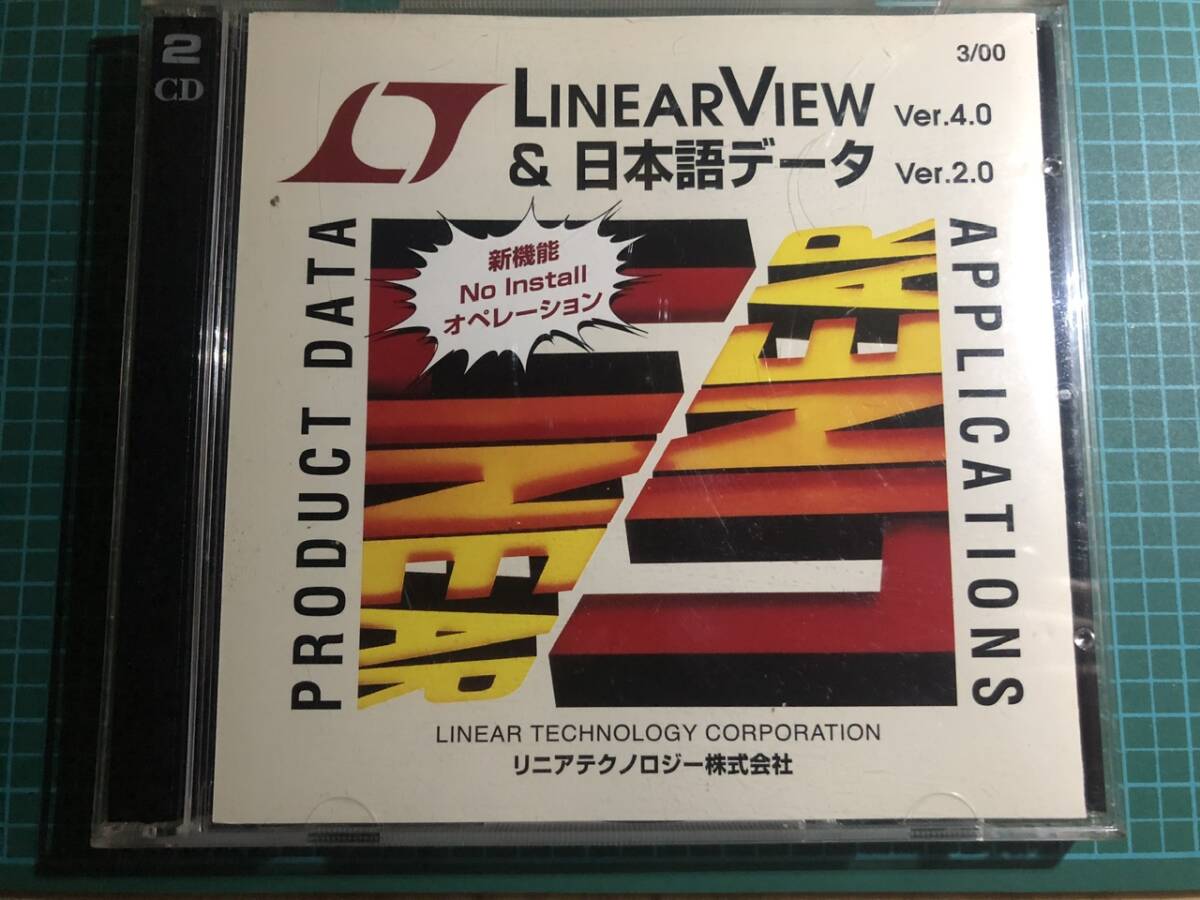 2
CD
3/00
LINEARVIEW Ver.4.0
& 日本語データ Ver.2.0
新機能
No Install
オペレーション
PRODUCT DATA
LINEAR
LINEAR
APPLICATIONS
LINEAR TECHNOLOGY CORPORATION
リニアテクノロジー株式会社